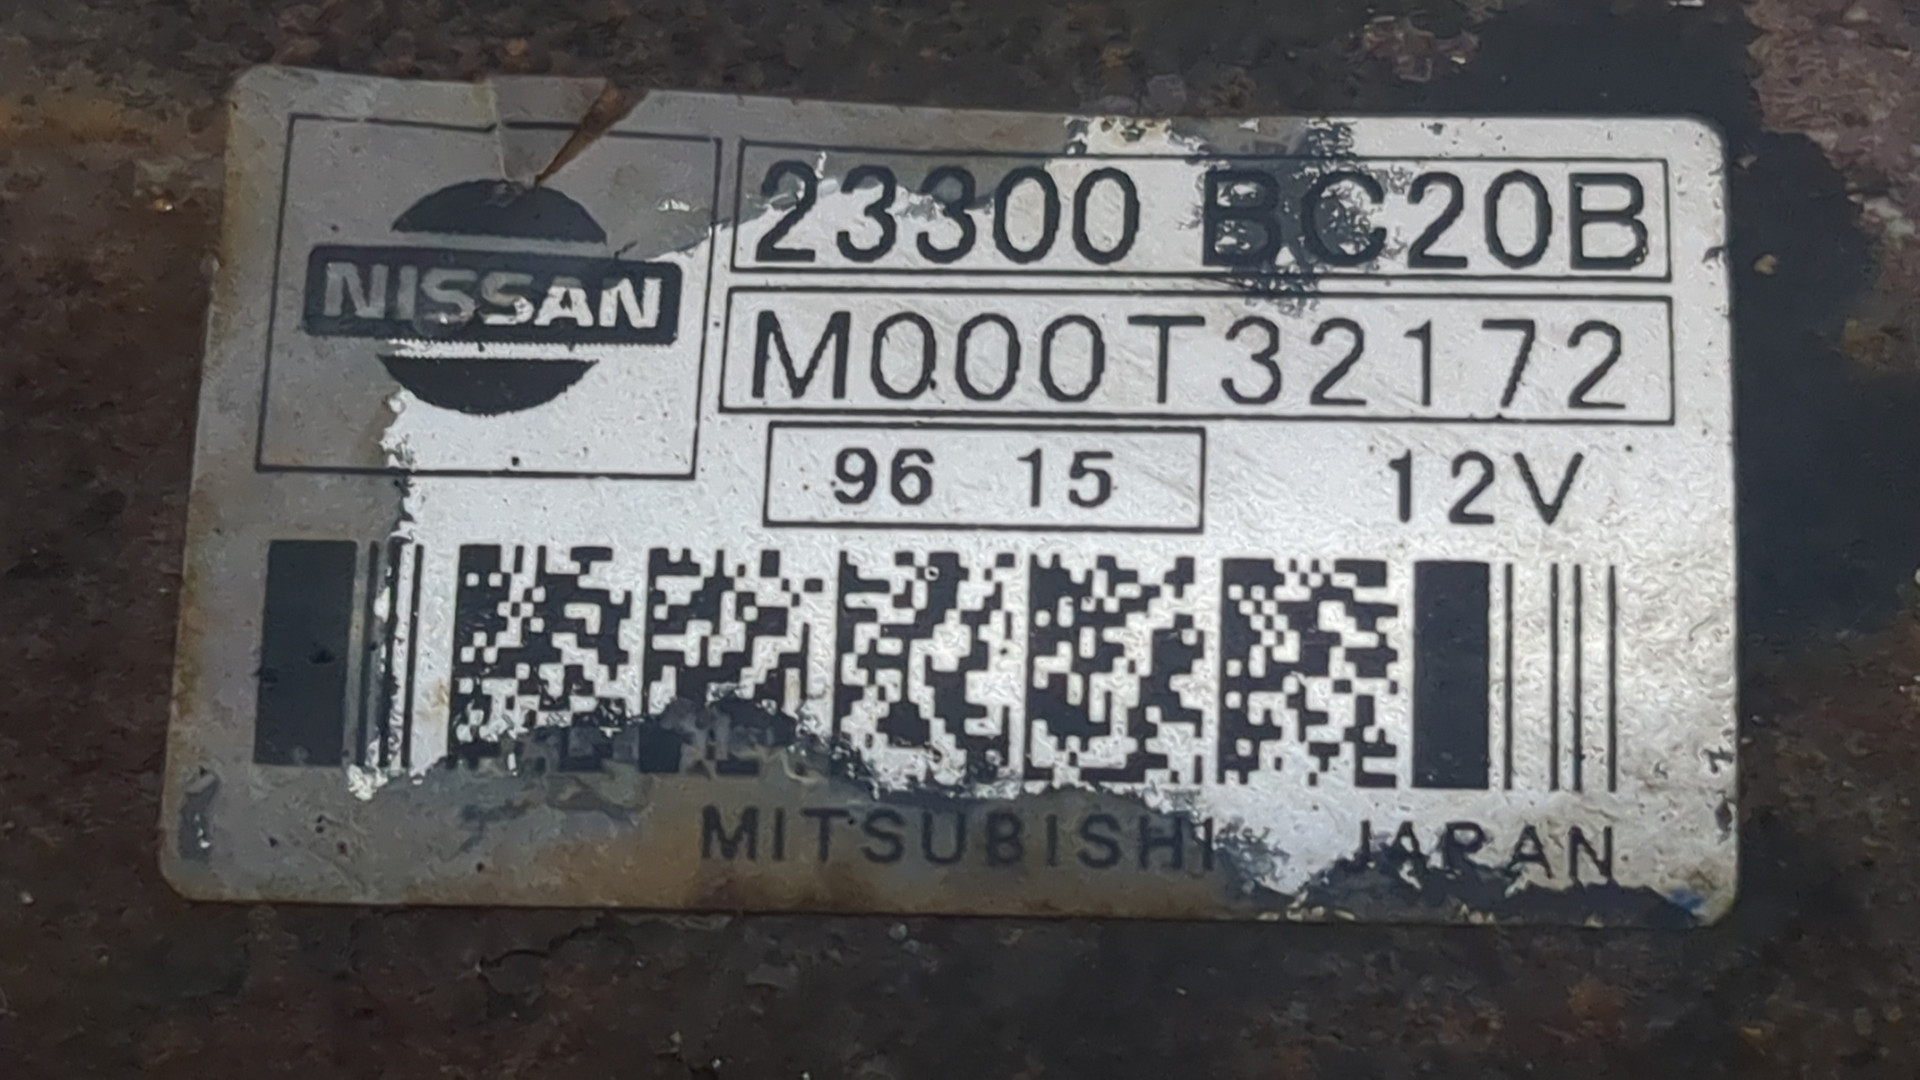 NISSAN
23300 BC20B
M000T32172
96 15
12V
MITSUBISHI JAPAN